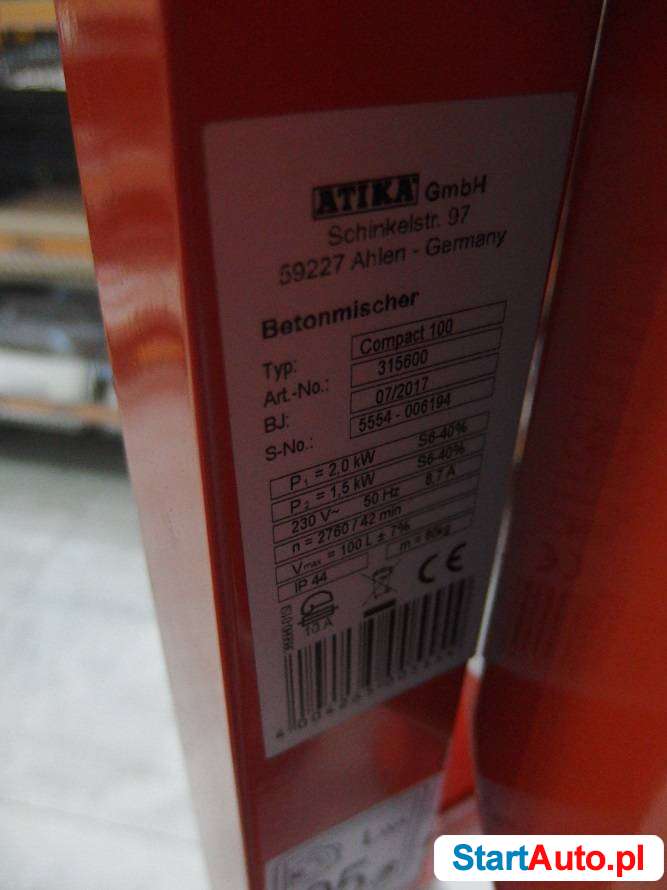 ATIKA GmbH
Schinkelstr. 97
59227 Ahlen - Germany
Betonmischer
Typ: Compact 100
Art.-No.: 315600
BJ: 07/2017
S-No.: 5554 - 006194
P1 = 2,0 kW S6-40%
P2 = 1,5 kW S6-40%
230 V~ 50 Hz 8,7 A
n = 2760 / 42 min
Vmax = 100 L ± 7% m = 60kg
IP 44
CE
13 A
StartAuto.pl